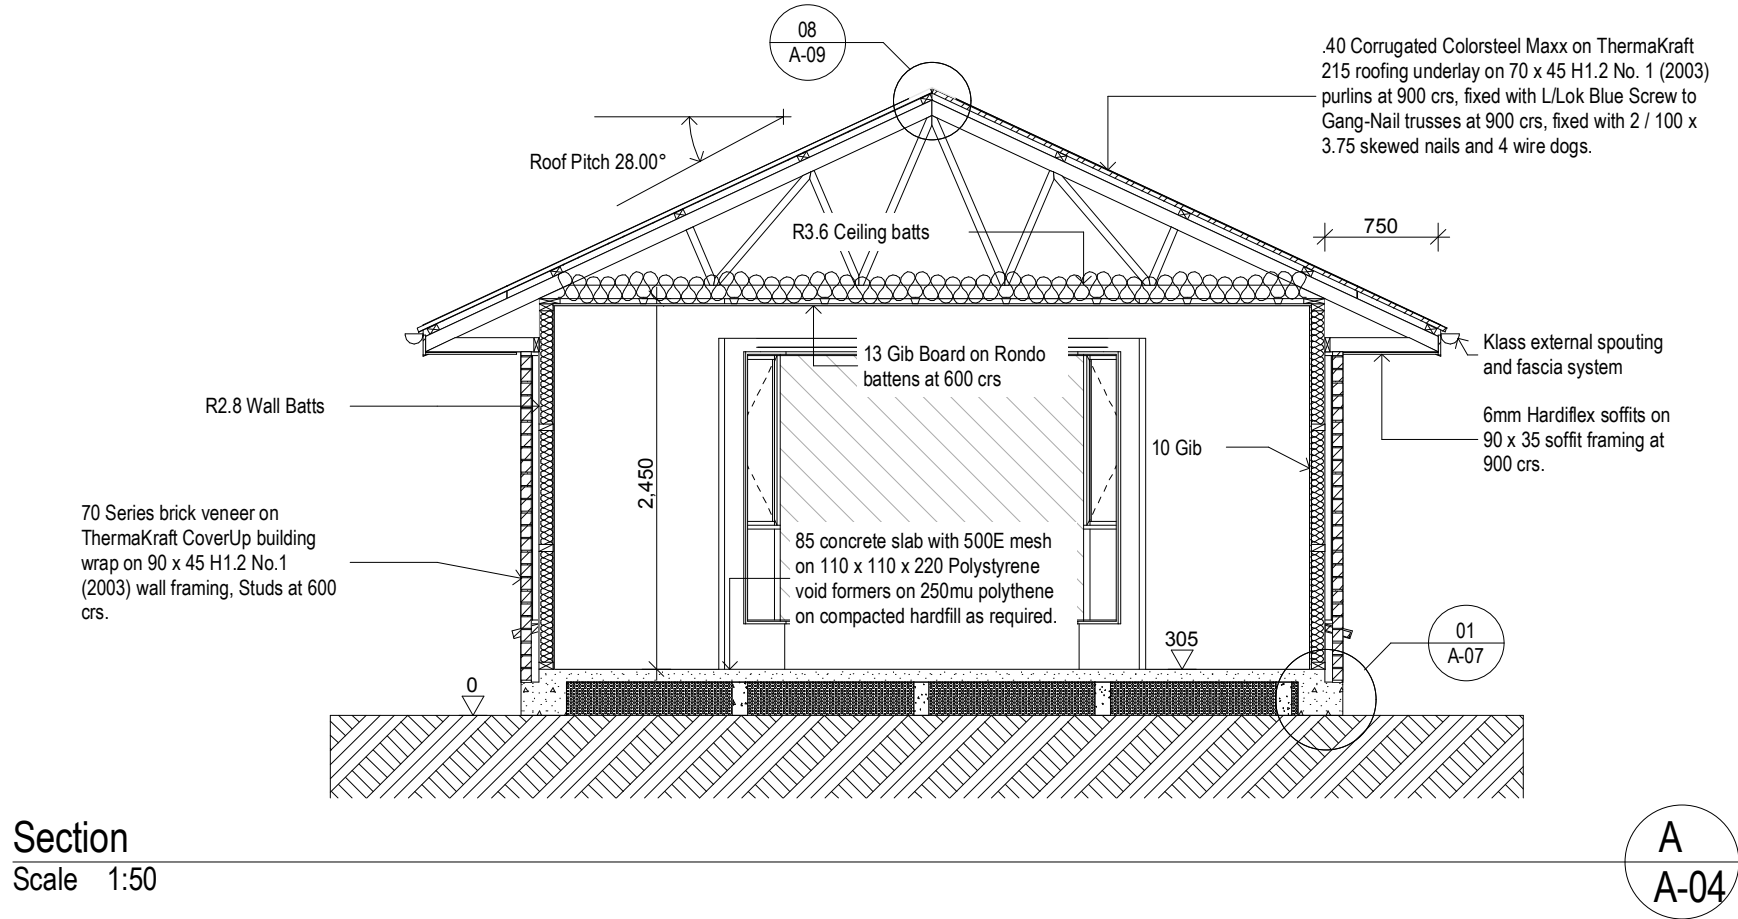 08
A-09
.40 Corrugated Colorsteel Maxx on ThermaKraft
215 roofing underlay on 70 x 45 H1.2 No. 1 (2003)
purlins at 900 crs, fixed with L/Lok Blue Screw to
Gang-Nail trusses at 900 crs, fixed with 2 / 100 x
3.75 skewed nails and 4 wire dogs.
Roof Pitch 28.00°
R3.6 Ceiling batts
750
13 Gib Board on Rondo
battens at 600 crs
Klass external spouting
and fascia system
R2.8 Wall Batts
6mm Hardiflex soffits on
90 x 35 soffit framing at
900 crs.
10 Gib
2,450
70 Series brick veneer on
ThermaKraft CoverUp building
wrap on 90 x 45 H1.2 No.1
(2003) wall framing, Studs at 600
crs.
85 concrete slab with 500E mesh
on 110 x 110 x 220 Polystyrene
void formers on 250mu polythene
on compacted hardfill as required.
305
01
A-07
0
Section
Scale 1:50
A
A-04